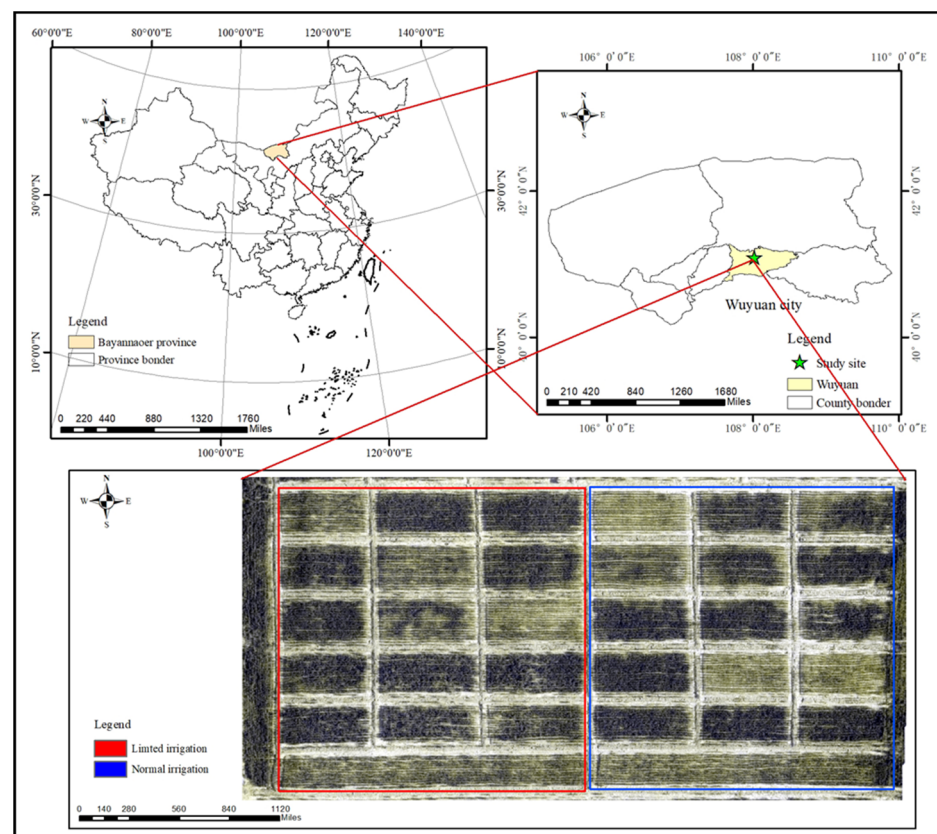 60°0'0"E 80°0'0"E 100°0'0"E 120°0'0"E 140°0'0"E
N
W E
S
30°0'0"N
30°0'0"N
10°0'0"N
10°0'0"N
Legend
Bayannaoer province
Province bonder
0 220 440 880 1320 1760
Miles
100°0'0"E 120°0'0"E
106° 0' 0"E 108° 0' 0"E 110° 0' 0"E
N
W E
S
42° 0' 0"N
42° 0' 0"N
Wuyuan city
40° 0' 0"N
40° 0' 0"N
Legend
Study site
Wuyuan
County bonder
0 210 420 840 1260 1680
Miles
106° 0' 0"E 108° 0' 0"E 110° 0' 0"E
N
W E
S
Legend
Limted irrigation
Normal irrigation
0 140 280 560 840 1120
Miles